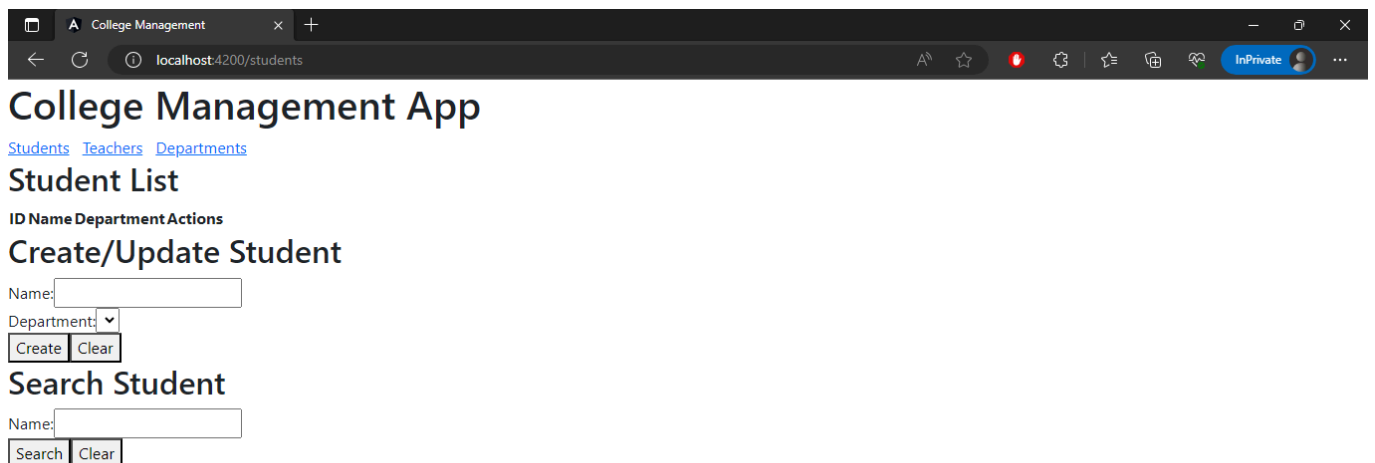 College Management
localhost:4200/students
InPrivate
College Management App
Students Teachers Departments
Student List
ID Name Department Actions
Create/Update Student
Name:
Department:
Create Clear
Search Student
Name:
Search Clear